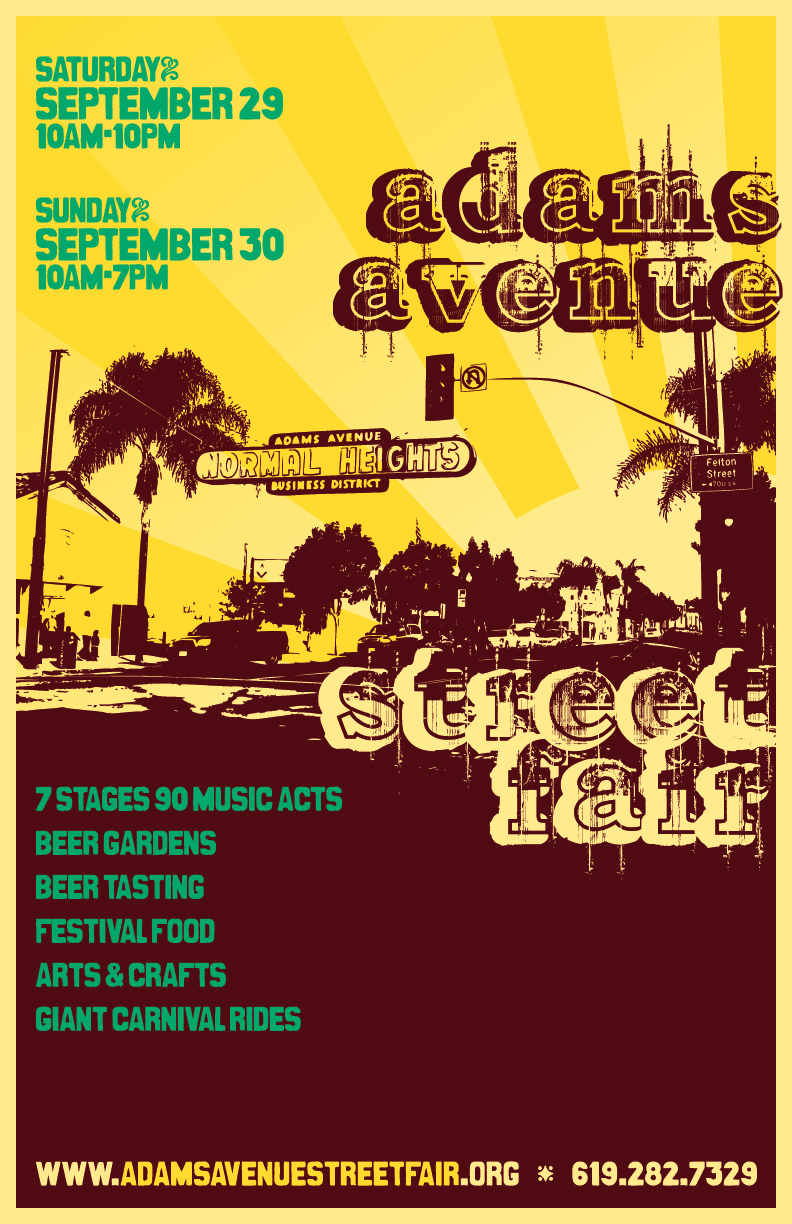 SATURDAY
SEPTEMBER 29
10AM-10PM
SUNDAY
SEPTEMBER 30
10AM-7PM
adams
avenue
ADAMS AVENUE
NORMAL HEIGHTS
BUSINESS DISTRICT
Felton
Street
street
fair
7 STAGES 90 MUSIC ACTS
BEER GARDENS
BEER TASTING
FESTIVAL FOOD
ARTS & CRAFTS
GIANT CARNIVAL RIDES
WWW.ADAMSAVENUESTREETFAIR.ORG 619.282.7329